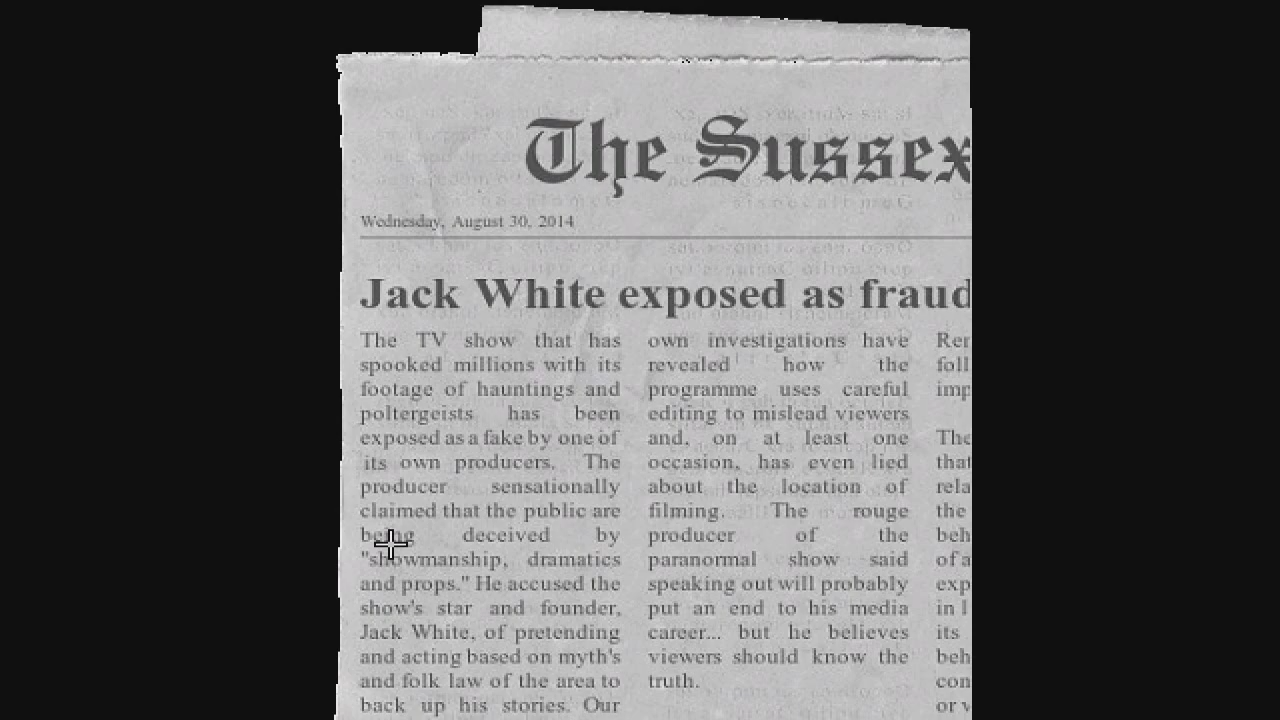 The Sussex
Wednesday, August 30, 2014
Jack White exposed as fraud
The TV show that has
spooked millions with its
footage of hauntings and
poltergeists has been
exposed as a fake by one of
its own producers. The
producer sensationally
claimed that the public are
being deceived by
"showmanship, dramatics
and props." He accused the
show's star and founder,
Jack White, of pretending
and acting based on myth's
and folk law of the area to
back up his stories. Our
own investigations have
revealed how the
programme uses careful
editing to mislead viewers
and, on at least one
occasion, has even lied
about the location of
filming. The rouge
producer of the
paranormal show said
speaking out will probably
put an end to his media
career... but he believes
viewers should know the
truth.
the
its